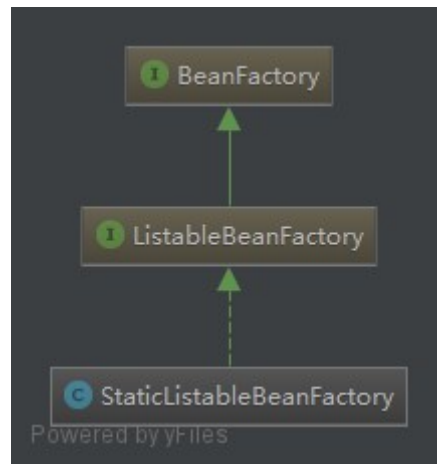 I BeanFactory
I ListableBeanFactory
C StaticListableBeanFactory
Powered by yFiles